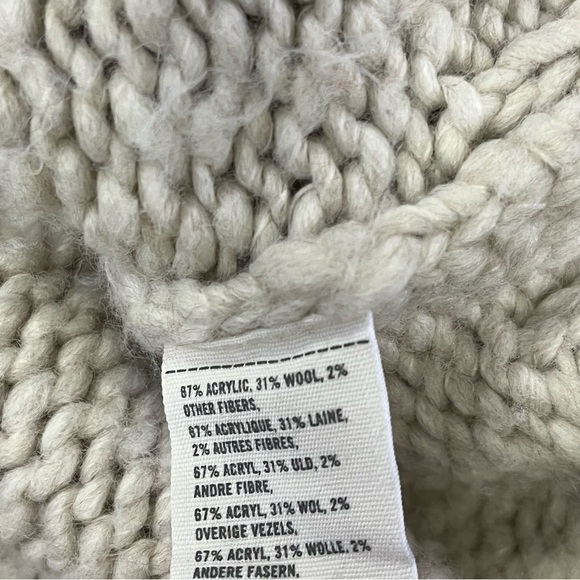 67% ACRYLIC, 31% WOOL, 2%
OTHER FIBERS,
67% ACRYLIQUE, 31% LAINE,
2% AUTRES FIBRES,
67% ACRYL, 31% ULD, 2%
ANDRE FIBRE,
67% ACRYL, 31% WOL, 2%
OVERIGE VEZELS,
67% ACRYL, 31% WOLLE, 2%
ANDERE FASERN,